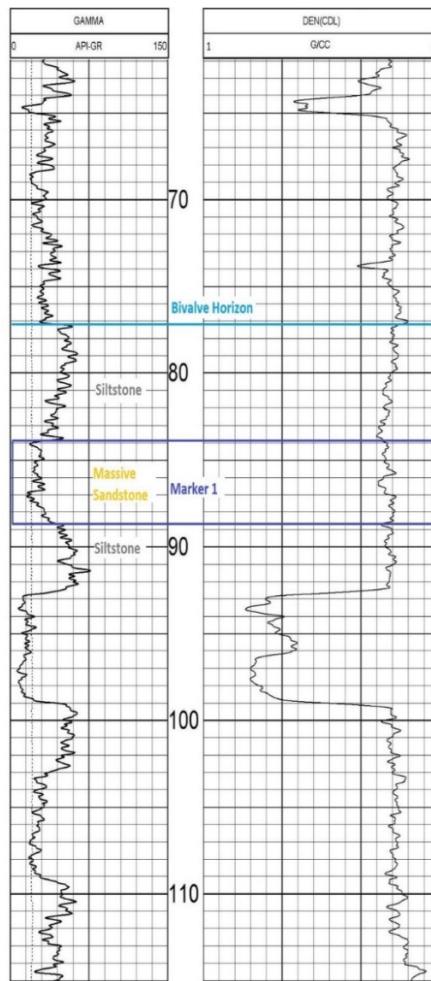 GAMMA DEN(CDL)
0 API-GR 150 1 G/CC
70
Bivalve Horizon
80
Siltstone
Massive
Sandstone Marker 1
Siltstone
90
100
110